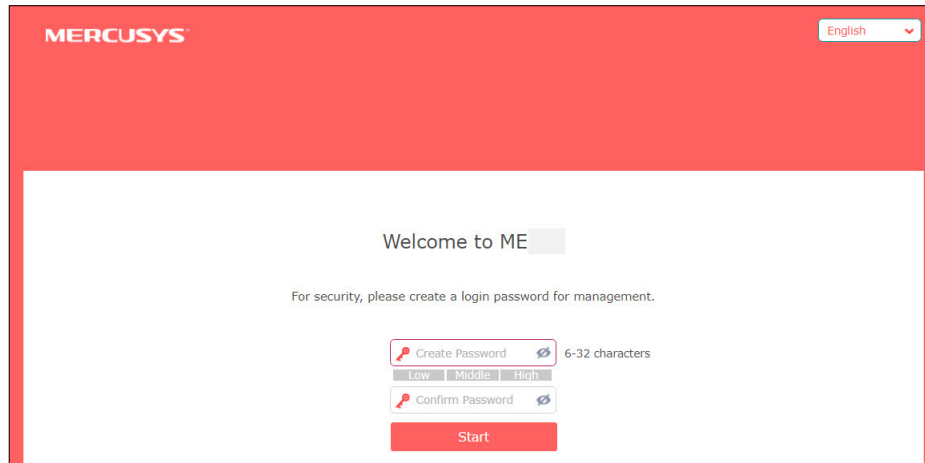 MERCUSYS
English
Welcome to ME
For security, please create a login password for management.
Create Password 6-32 characters
Low Middle High
Confirm Password
Start